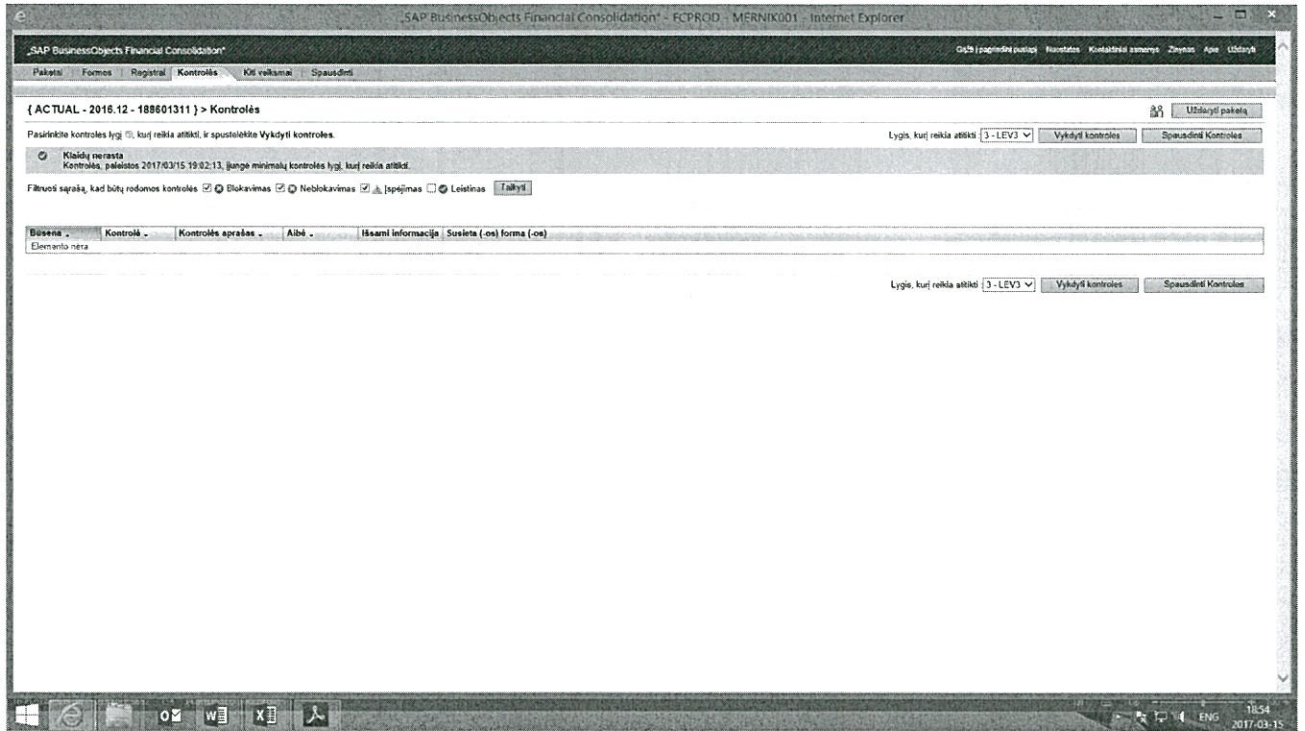 „SAP BusinessObjects Financial Consolidation“ - FCPROD - MERNIK001 - Internet Explorer
„SAP BusinessObjects Financial Consolidation“
Grįžti į pagrindinį puslapį Nuostatos Kontaktiniai asmenys Žinynas Apie Uždaryti
Paketai Formos Registrai Kontrolės Kiti veiksmai Spausdinti
{ ACTUAL - 2016.12 - 188601311 } > Kontrolės
Uždaryti paketą
Pasirinkite kontrolės lygį , kurį reikia atitikti, ir spustelėkite Vykdyti kontroles.
Lygis, kurį reikia atitikti : 3 - LEV3 Vykdyti kontroles Spausdinti Kontroles
Klaidų nerasta
Kontrolės, paleistos 2017/03/15 19:02:13, įjungė minimalų kontrolės lygį, kurį reikia atitikti.
Filtruoti sąrašą, kad būtų rodomos kontrolės Blokavimas Neblokavimas Įspėjimas Leistinas Taikyti
Būsena Kontrolė Kontrolės aprašas Aibė Išsami informacija Susieta (-os) forma (-os)
Elemento nėra
Lygis, kurį reikia atitikti : 3 - LEV3 Vykdyti kontroles Spausdinti Kontroles
ENG
18:54
2017-03-15